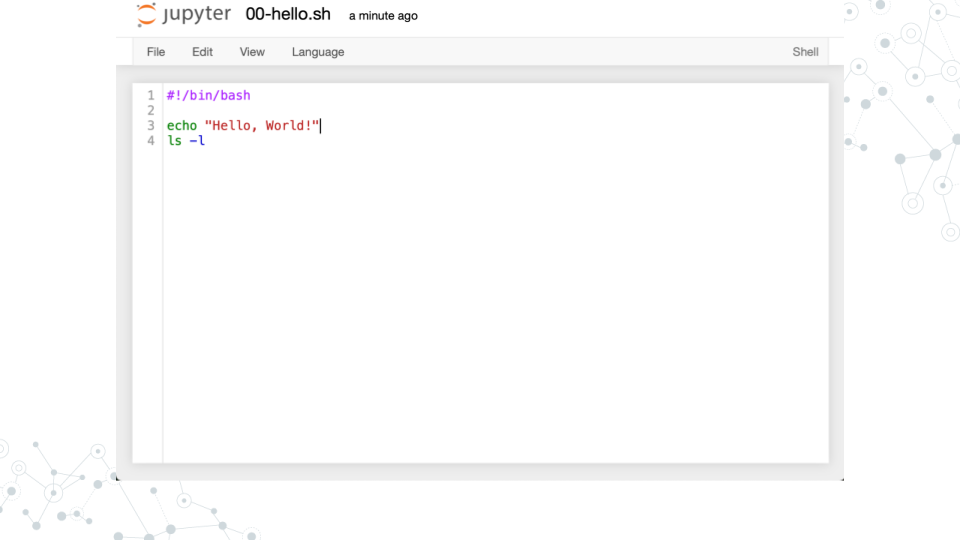 jupyter 00-hello.sh a minute ago
File Edit View Language Shell
1 #!/bin/bash
2
3 echo "Hello, World!"
4 ls -l